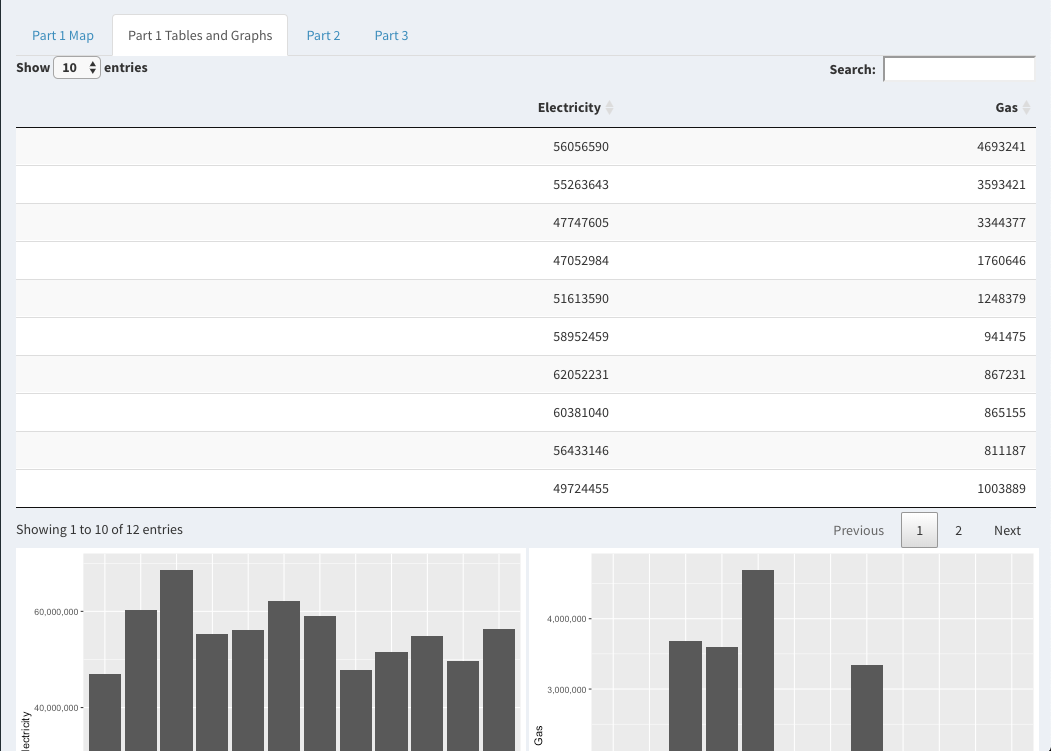 Part 1 Map Part 1 Tables and Graphs Part 2 Part 3
Show 10 entries Search:
Electricity Gas
56056590 4693241
55263643 3593421
47747605 3344377
47052984 1760646
51613590 1248379
58952459 941475
62052231 867231
60381040 865155
56433146 811187
49724455 1003889
Showing 1 to 10 of 12 entries Previous 1 2 Next
60,000,000
40,000,000
lectricity
4,000,000
3,000,000
Gas